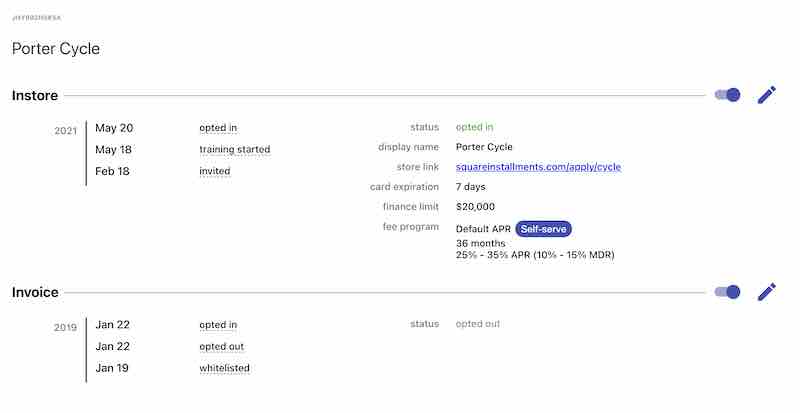 Porter Cycle
Instore
2021
May 20 opted in
May 18 training started
Feb 18 invited
status opted in
display name Porter Cycle
store link squareinstallments.com/apply/cycle
card expiration 7 days
finance limit $20,000
fee program Default APR Self-serve
36 months
25% - 35% APR (10% - 15% MDR)
Invoice
2019
Jan 22 opted in
Jan 22 opted out
Jan 19 whitelisted
status opted out